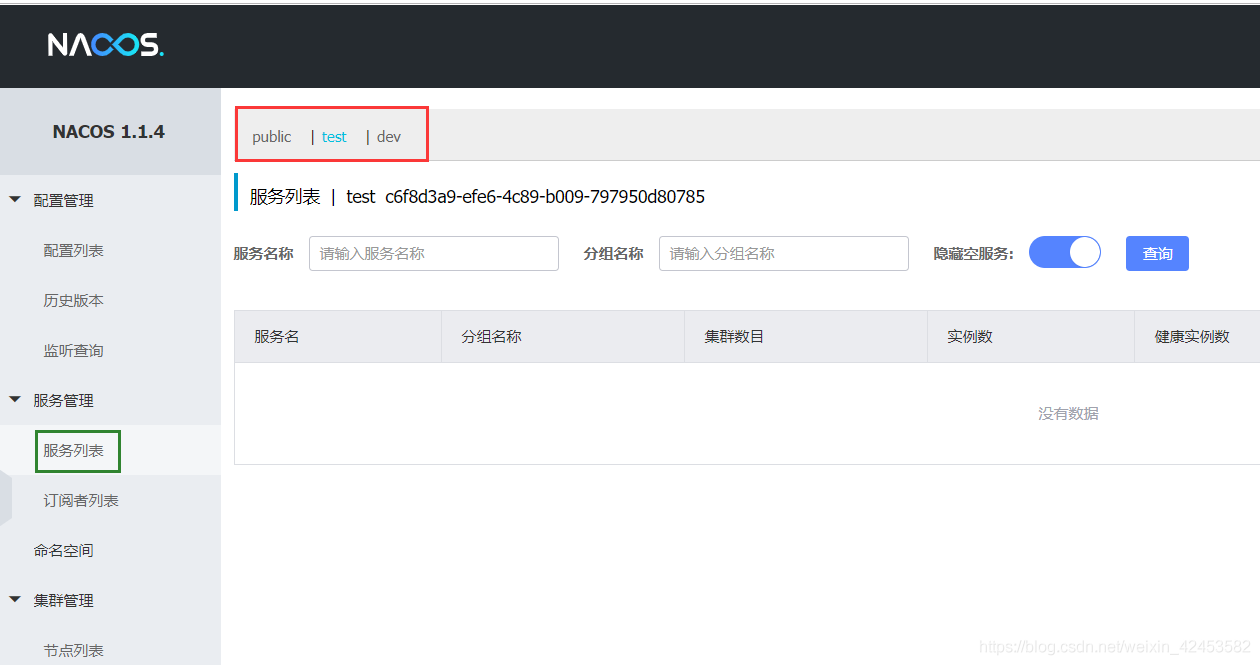 NACOS.
NACOS 1.1.4
配置管理
配置列表
历史版本
监听查询
服务管理
服务列表
订阅者列表
命名空间
集群管理
节点列表
public | test | dev
服务列表 | test c6f8d3a9-efe6-4c89-b009-797950d80785
服务名称 请输入服务名称 分组名称 请输入分组名称 隐藏空服务: 查询
服务名 分组名称 集群数目 实例数 健康实例数
没有数据
https://blog.csdn.net/weixin_42453582